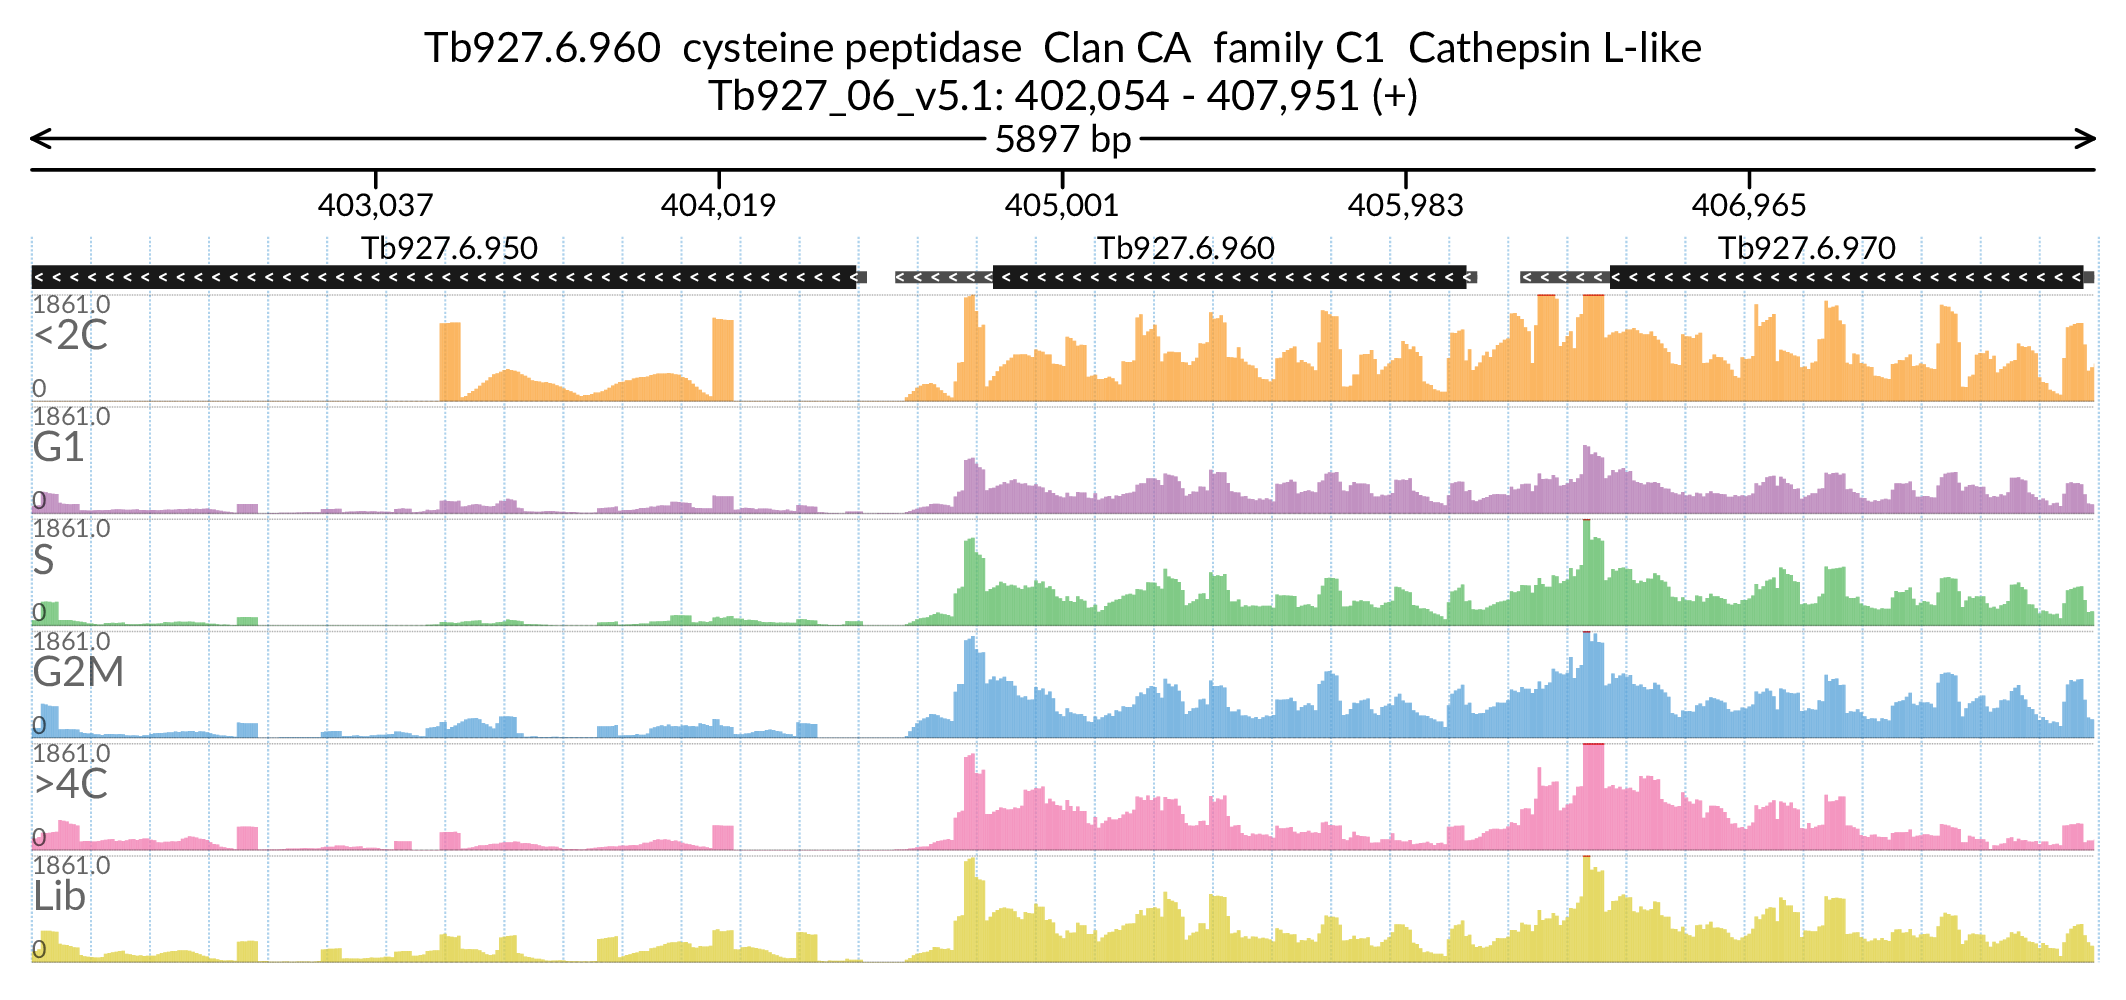 Tb927.6.960 cysteine peptidase Clan CA family C1 Cathepsin L-like
Tb927_06_v5.1: 402,054 - 407,951 (+)
5897 bp
403,037 404,019 405,001 405,983 406,965
Tb927.6.950 Tb927.6.960 Tb927.6.970
1861.0
<2C
0
1861.0
G1
0
1861.0
S
0
1861.0
G2M
0
1861.0
>4C
0
1861.0
Lib
0